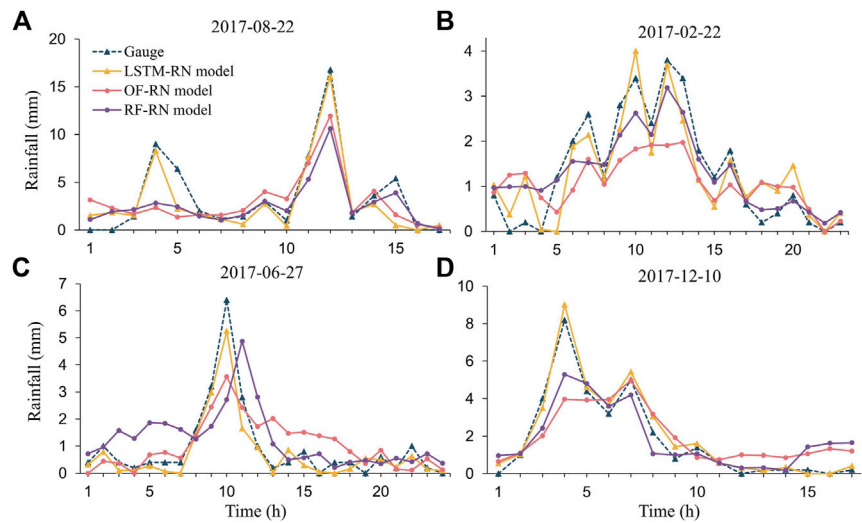 A
2017-08-22
Gauge
LSTM-RN model
OF-RN model
RF-RN model
Rainfall (mm)
20
15
10
5
0
1 5 10 15
B
2017-02-22
4
3
2
1
0
1 5 10 15 20
C
2017-06-27
Rainfall (mm)
7
6
5
4
3
2
1
0
1 5 10 15 20
Time (h)
D
2017-12-10
10
8
6
4
2
0
1 5 10 15
Time (h)